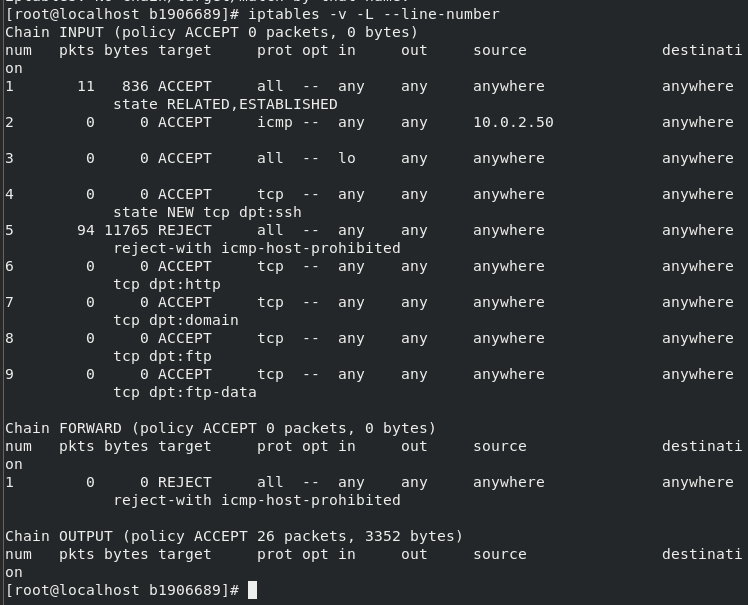 [root@localhost b1906689]# iptables -v -L --line-number
Chain INPUT (policy ACCEPT 0 packets, 0 bytes)
num   pkts bytes target     prot opt in     out     source               destinati
on
1       11   836 ACCEPT     all  --  any    any     anywhere             anywhere
            state RELATED,ESTABLISHED
2        0     0 ACCEPT     icmp --  any    any     10.0.2.50            anywhere
3        0     0 ACCEPT     all  --  lo     any     anywhere             anywhere
4        0     0 ACCEPT     tcp  --  any    any     anywhere             anywhere
            state NEW tcp dpt:ssh
5       94 11765 REJECT     all  --  any    any     anywhere             anywhere
            reject-with icmp-host-prohibited
6        0     0 ACCEPT     tcp  --  any    any     anywhere             anywhere
            tcp dpt:http
7        0     0 ACCEPT     tcp  --  any    any     anywhere             anywhere
            tcp dpt:domain
8        0     0 ACCEPT     tcp  --  any    any     anywhere             anywhere
            tcp dpt:ftp
9        0     0 ACCEPT     tcp  --  any    any     anywhere             anywhere
            tcp dpt:ftp-data
Chain FORWARD (policy ACCEPT 0 packets, 0 bytes)
num   pkts bytes target     prot opt in     out     source               destinati
on
1        0     0 REJECT     all  --  any    any     anywhere             anywhere
            reject-with icmp-host-prohibited
Chain OUTPUT (policy ACCEPT 26 packets, 3352 bytes)
num   pkts bytes target     prot opt in     out     source               destinati
on
[root@localhost b1906689]#